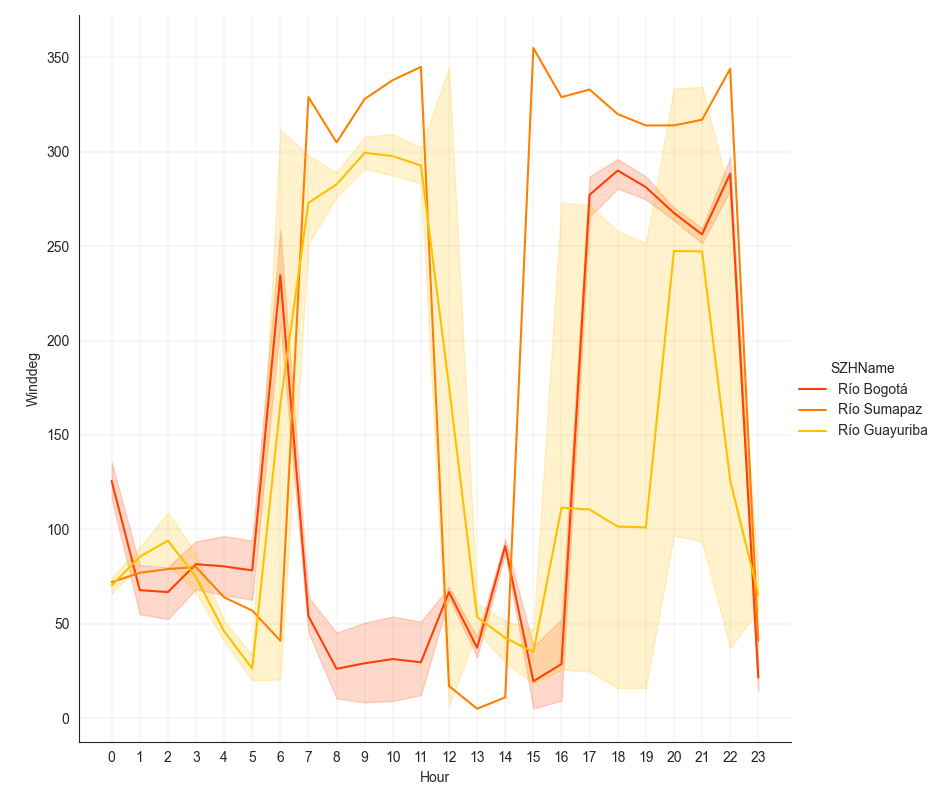 350
300
250
200
150
100
50
0
Winddeg
0 1 2 3 4 5 6 7 8 9 10 11 12 13 14 15 16 17 18 19 20 21 22 23
Hour
SZHName
Río Bogotá
Río Sumapaz
Río Guayuriba